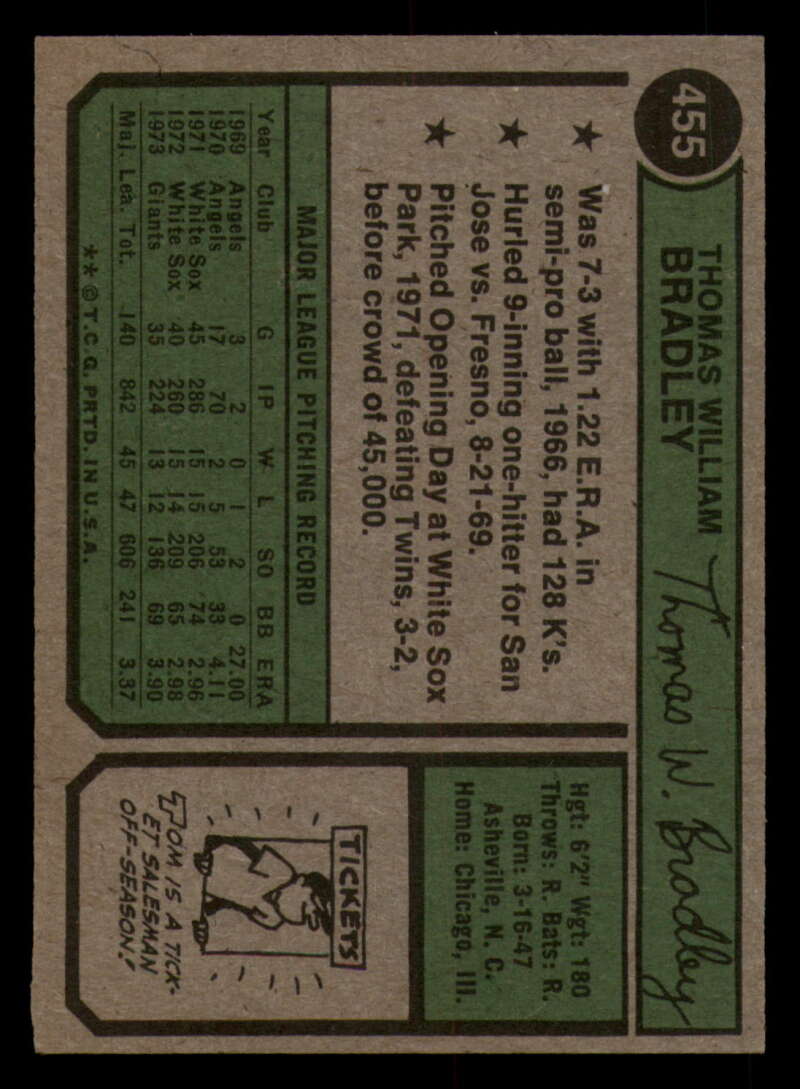 455
THOMAS WILLIAM
BRADLEY
Thomas W. Bradley
★ Was 7-3 with 1.22 E.R.A. in
semi-pro ball, 1966, had 128 K's.
★ Hurled 9-inning one-hitter for San
Jose vs. Fresno, 8-21-69.
★ Pitched Opening Day at White Sox
Park, 1971, defeating Twins, 3-2,
before crowd of 45,000.
MAJOR LEAGUE PITCHING RECORD
Year Club G IP W L SO BB ERA
1969 Angels 3 2 0 1 2 0 27.00
1970 Angels 17 70 2 5 53 33 4.11
1971 White Sox 45 286 15 15 206 74 2.96
1972 White Sox 40 260 15 14 209 65 2.98
1973 Giants 35 224 13 12 136 69 3.90
Maj. Lea. Tot. 140 842 45 47 606 241 3.37
**©T.C.G. PRTD. IN U.S.A.
Hgt: 6'2" Wgt: 180
Throws: R. Bats: R.
Born: 3-16-47
Asheville, N. C.
Home: Chicago, Ill.
TICKETS
TOM IS A TICK-
ET SALESMAN
OFF-SEASON!